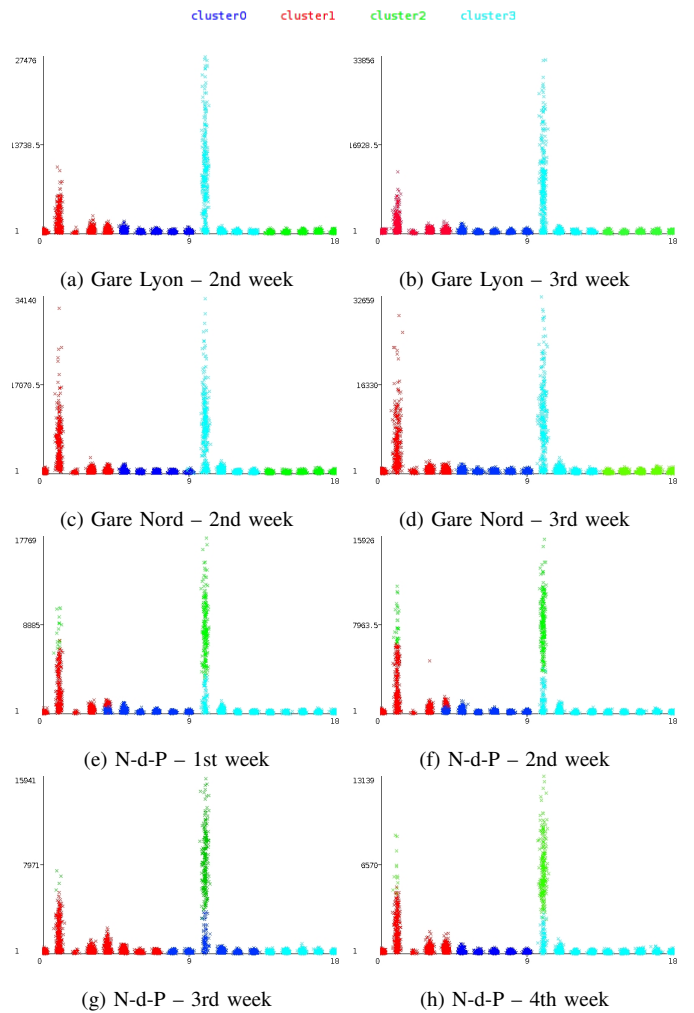 cluster0 cluster1 cluster2 cluster3
27476 33856
13738.5 16928.5
1 1
0 9 18 0 9 18
(a) Gare Lyon – 2nd week (b) Gare Lyon – 3rd week
34140 32659
17070.5 16330
1 1
0 9 18 0 9 18
(c) Gare Nord – 2nd week (d) Gare Nord – 3rd week
17769 15926
8885 7963.5
1 1
0 9 18 0 9 18
(e) N-d-P – 1st week (f) N-d-P – 2nd week
15941 13139
7971 6570
1 1
0 9 18 0 9 18
(g) N-d-P – 3rd week (h) N-d-P – 4th week